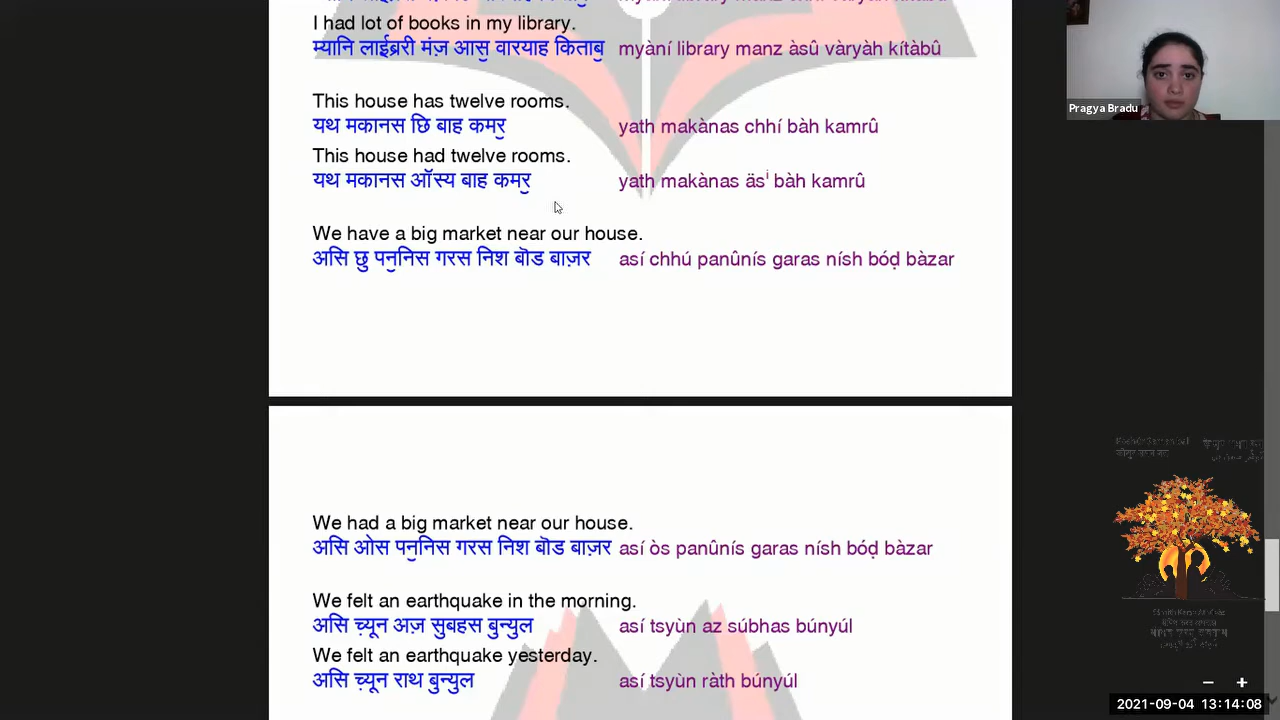 I had lot of books in my library.
म्यानि लाईब्ररी मंज़ आसॖ वारयाह किताबॖ myàní library manz àsû vàryàh kítàbû
This house has twelve rooms.
यथ मकानस छि बाह कमरॖ yath makànas chhí bàh kamrû
This house had twelve rooms.
यथ मकानस ऑस्य बाह कमरॖ yath makànas äsⁱ bàh kamrû
We have a big market near our house.
असि छु पनॖनिस गरस निश बॊड बाज़र así chhú panûnís garas nísh bóḍ bàzar
We had a big market near our house.
असि ओस पनॖनिस गरस निश बॊड बाज़र así òs panûnís garas nísh bóḍ bàzar
We felt an earthquake in the morning.
असि च़्यून अज़ सुबहस बुन्युल así tsyùn az súbhas búnyúl
We felt an earthquake yesterday.
असि च़्यून राथ बुन्युल así tsyùn ràth búnyúl
Pragya Bradu
2021-09-04 13:14:08